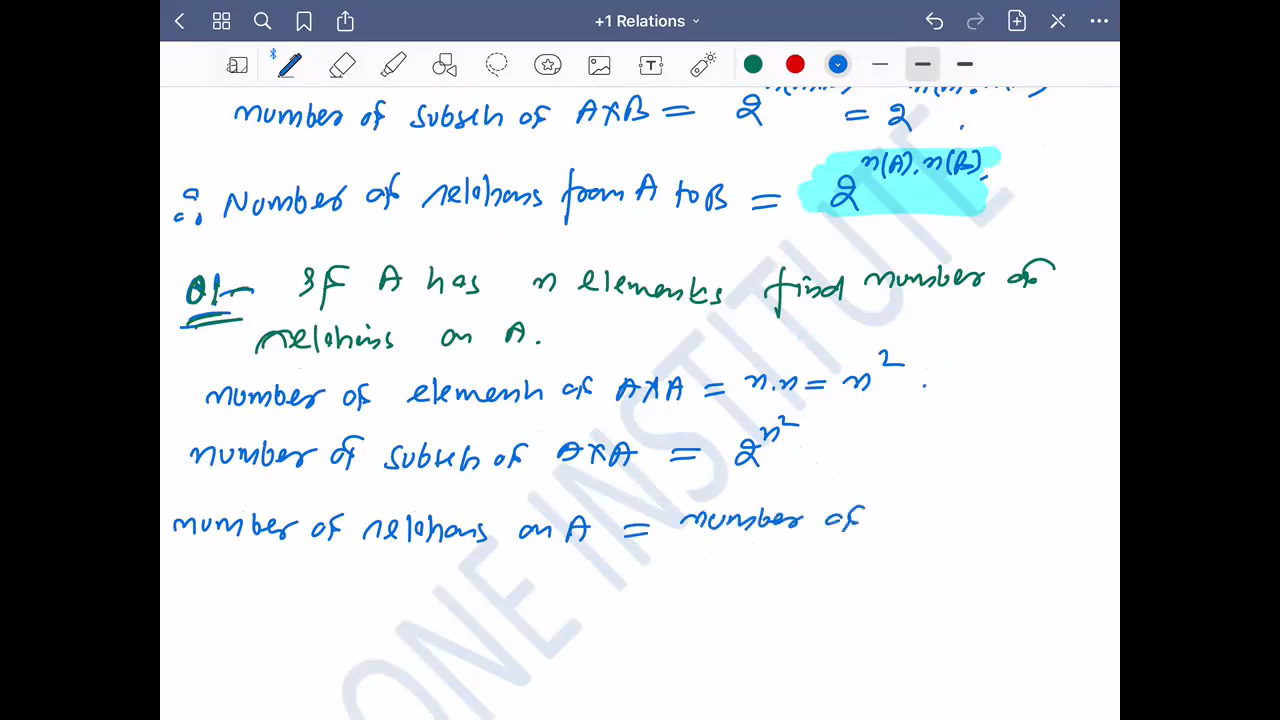 +1 Relations
number of subsets of A×B = 2 = 2 .
∴ Number of relations from A to B = 2^{n(A).n(B)}.
Q1- If A has n elements find number of
relations on A.
number of elements of A×A = n.n = n² .
number of subsets of A×A = 2^{n²}
number of relations on A = number of
ONE INSTITUTE